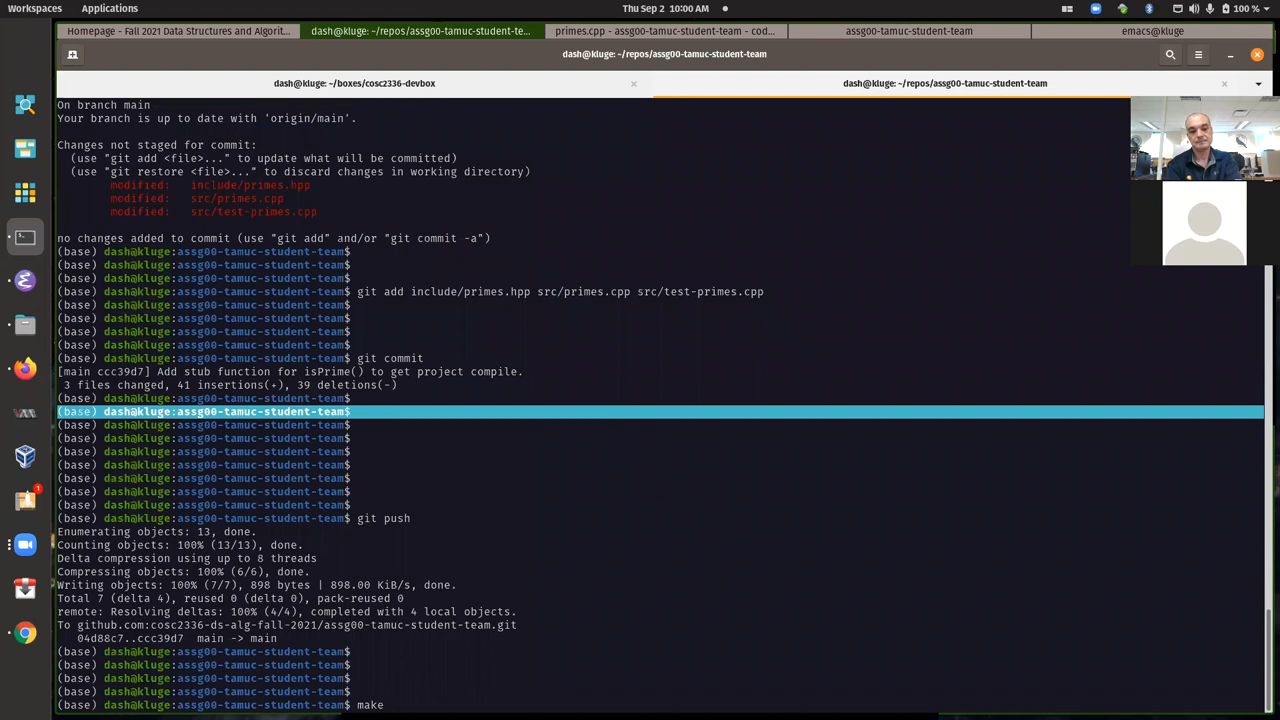 Workspaces Applications Thu Sep 2 10:00 AM 100 %
Homepage - Fall 2021 Data Structures and Algorit... dash@kluge: ~/repos/assg00-tamuc-student-te... primes.cpp - assg00-tamuc-student-team - cod... assg00-tamuc-student-team emacs@kluge
dash@kluge: ~/repos/assg00-tamuc-student-team
dash@kluge: ~/boxes/cosc2336-devbox dash@kluge: ~/repos/assg00-tamuc-student-team
On branch main
Your branch is up to date with 'origin/main'.
Changes not staged for commit:
(use "git add <file>..." to update what will be committed)
(use "git restore <file>..." to discard changes in working directory)
modified: include/primes.hpp
modified: src/primes.cpp
modified: src/test-primes.cpp
no changes added to commit (use "git add" and/or "git commit -a")
(base) dash@kluge:assg00-tamuc-student-team$
(base) dash@kluge:assg00-tamuc-student-team$
(base) dash@kluge:assg00-tamuc-student-team$
(base) dash@kluge:assg00-tamuc-student-team$ git add include/primes.hpp src/primes.cpp src/test-primes.cpp
(base) dash@kluge:assg00-tamuc-student-team$
(base) dash@kluge:assg00-tamuc-student-team$
(base) dash@kluge:assg00-tamuc-student-team$
(base) dash@kluge:assg00-tamuc-student-team$
(base) dash@kluge:assg00-tamuc-student-team$ git commit
[main ccc39d7] Add stub function for isPrime() to get project compile.
3 files changed, 41 insertions(+), 39 deletions(-)
(base) dash@kluge:assg00-tamuc-student-team$
(base) dash@kluge:assg00-tamuc-student-team$
(base) dash@kluge:assg00-tamuc-student-team$
(base) dash@kluge:assg00-tamuc-student-team$
(base) dash@kluge:assg00-tamuc-student-team$
(base) dash@kluge:assg00-tamuc-student-team$
(base) dash@kluge:assg00-tamuc-student-team$
(base) dash@kluge:assg00-tamuc-student-team$
(base) dash@kluge:assg00-tamuc-student-team$
(base) dash@kluge:assg00-tamuc-student-team$ git push
Enumerating objects: 13, done.
Counting objects: 100% (13/13), done.
Delta compression using up to 8 threads
Compressing objects: 100% (6/6), done.
Writing objects: 100% (7/7), 898 bytes | 898.00 KiB/s, done.
Total 7 (delta 4), reused 0 (delta 0), pack-reused 0
remote: Resolving deltas: 100% (4/4), completed with 4 local objects.
To github.com:cosc2336-ds-alg-fall-2021/assg00-tamuc-student-team.git
04d88c7..ccc39d7 main -> main
(base) dash@kluge:assg00-tamuc-student-team$
(base) dash@kluge:assg00-tamuc-student-team$
(base) dash@kluge:assg00-tamuc-student-team$
(base) dash@kluge:assg00-tamuc-student-team$
(base) dash@kluge:assg00-tamuc-student-team$ make